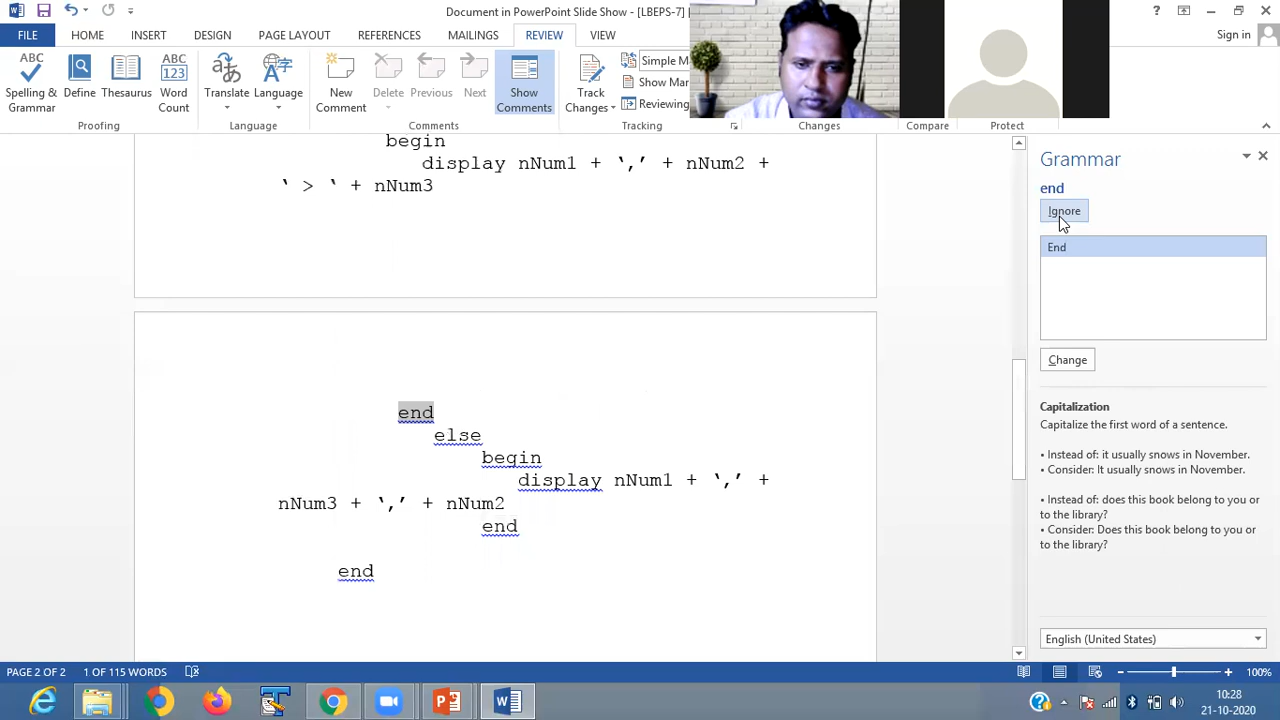 Document in PowerPoint Slide Show - [LBEPS-7] [
?
FILE HOME INSERT DESIGN PAGE LAYOUT REFERENCES MAILINGS REVIEW VIEW
Sign in
ABC
Spelling & Grammar
Define
Thesaurus
ABC 123
Word Count
Translate
Language
New Comment
Delete
Previous
Next
Show Comments
Track Changes
Simple M
Show Mar
Reviewing
Proofing Language Comments Tracking Changes Compare Protect
begin
display nNum1 + ‘,’ + nNum2 +
‘ > ‘ + nNum3
end
else
begin
display nNum1 + ‘,’ +
nNum3 + ‘,’ + nNum2
end
end
Grammar
end
Ignore
End
Change
Capitalization
Capitalize the first word of a sentence.
• Instead of: it usually snows in November.
• Consider: It usually snows in November.
• Instead of: does this book belong to you or
to the library?
• Consider: Does this book belong to you or
to the library?
English (United States)
PAGE 2 OF 2 1 OF 115 WORDS
100%
10:28
21-10-2020